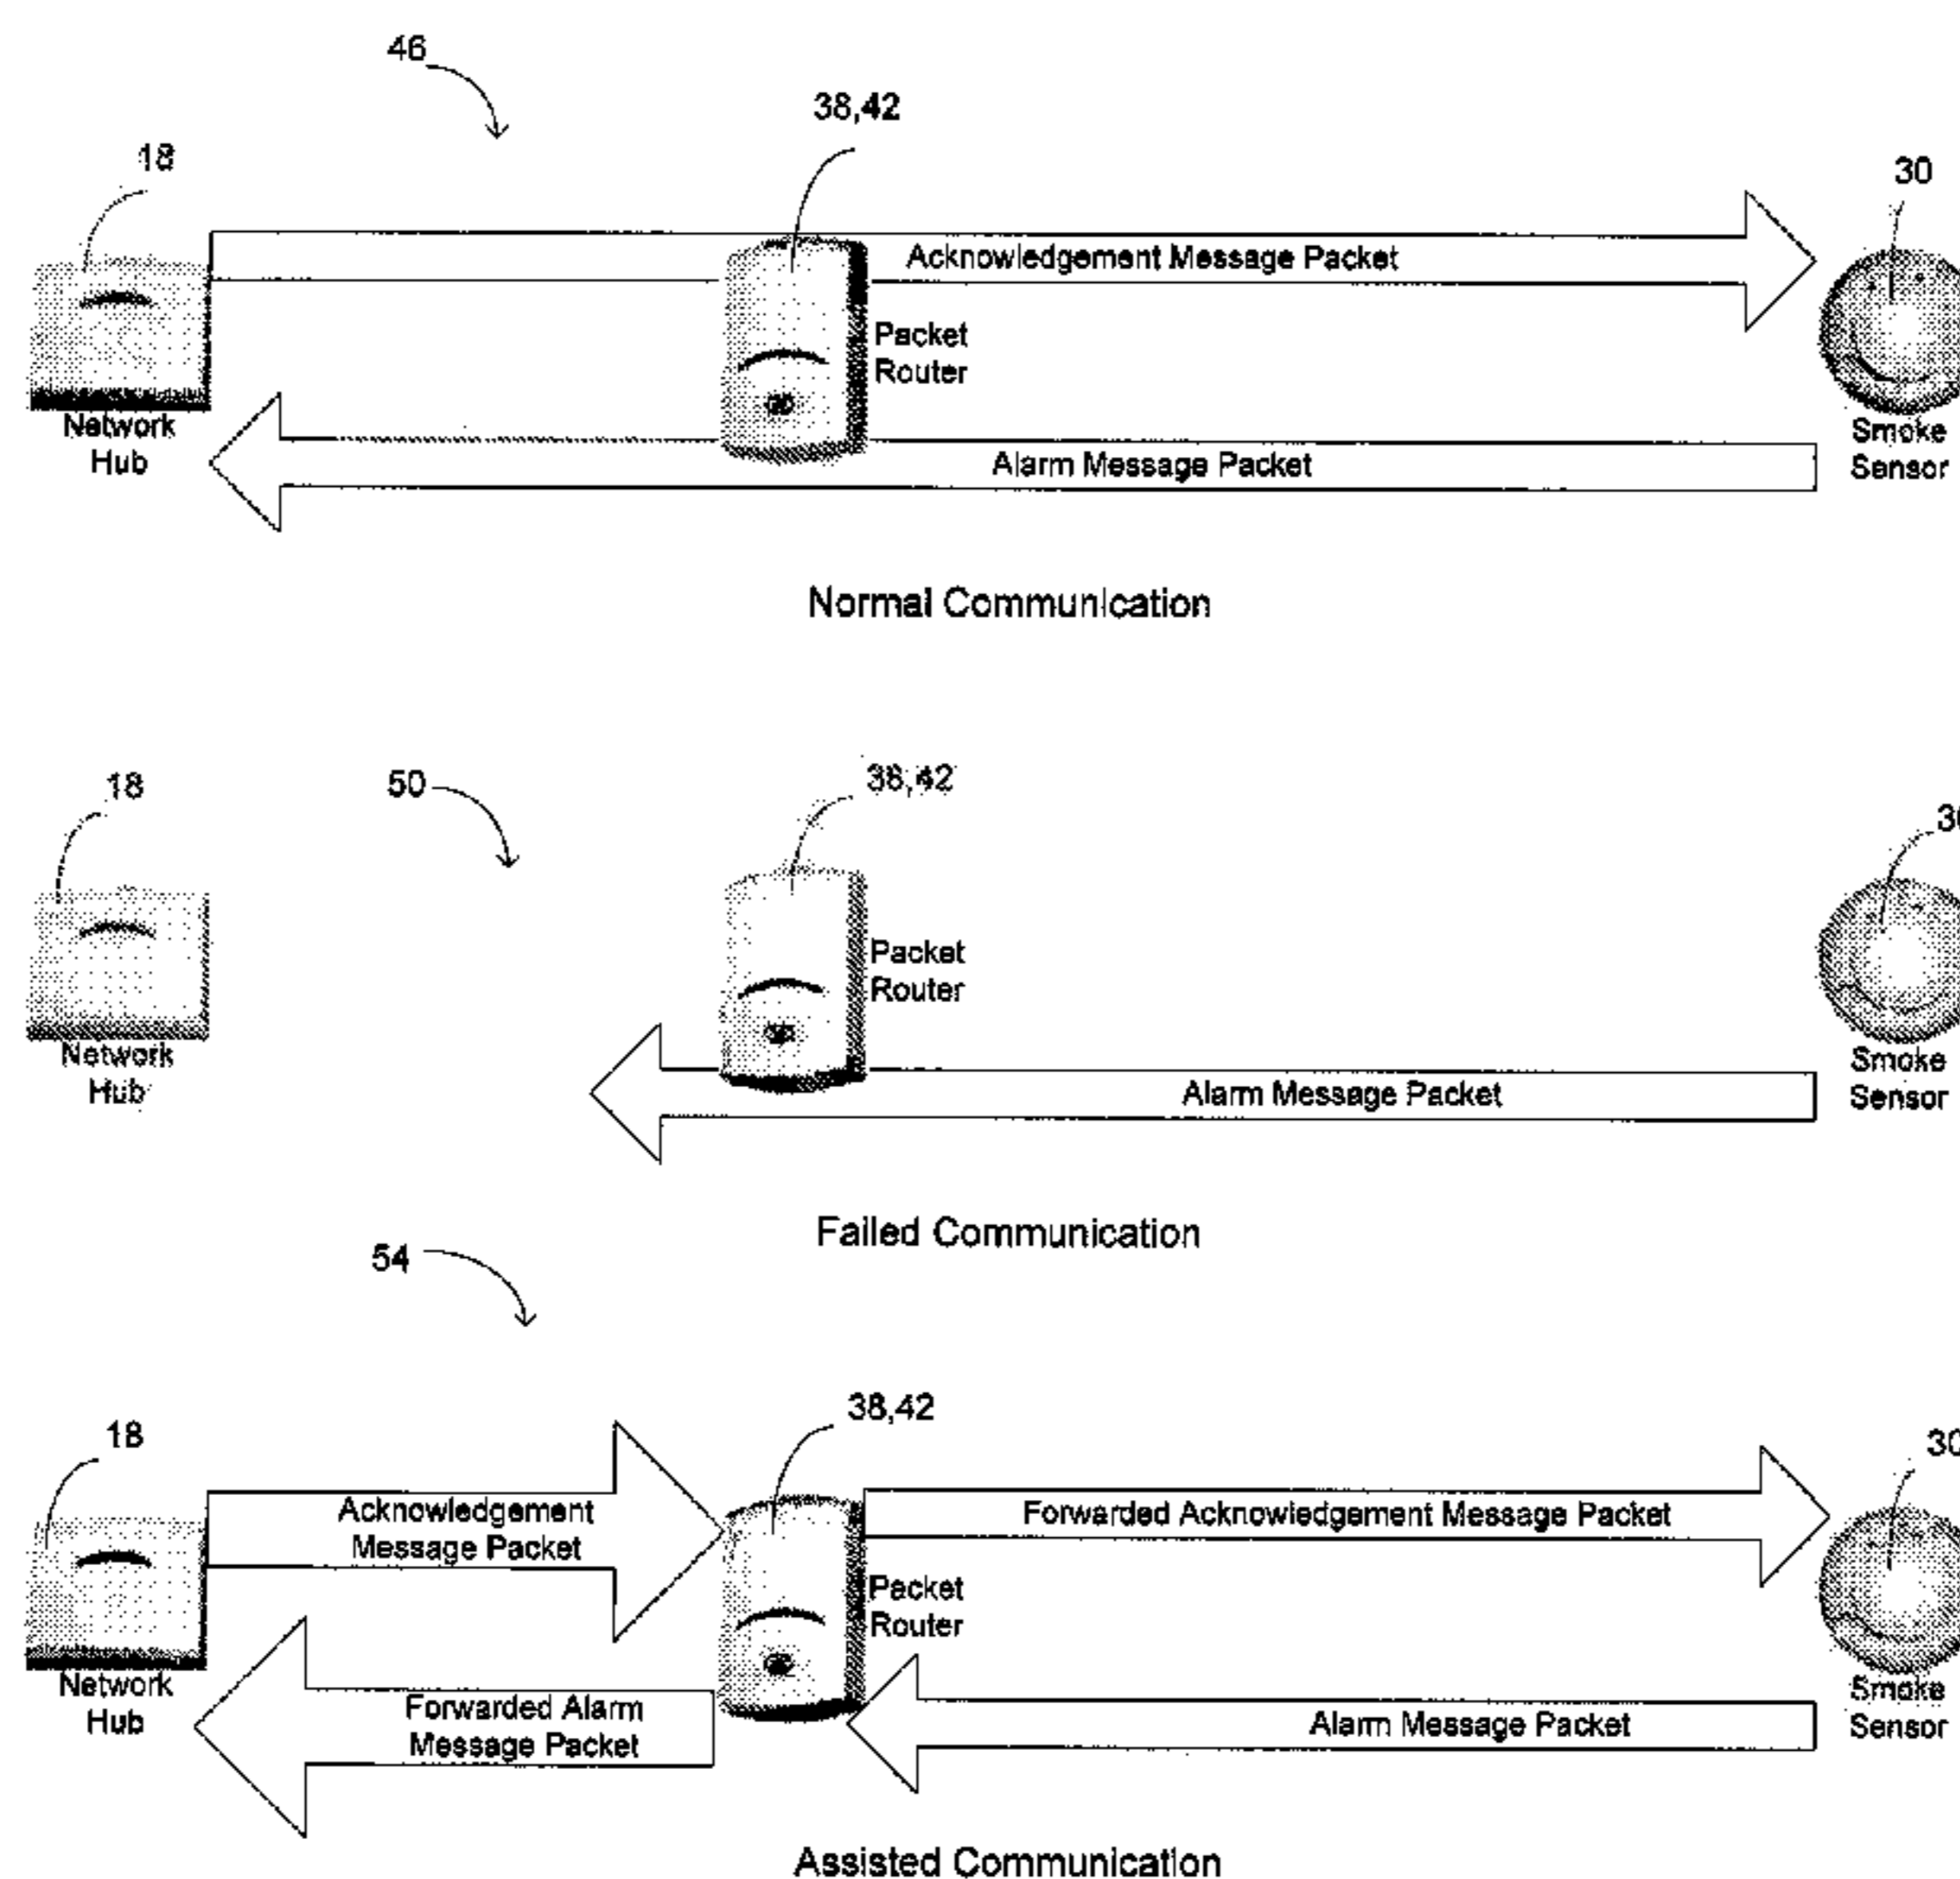 46
38,42
18
30
Acknowledgement Message Packet
Packet
Router
Network
Hub
Alarm Message Packet
Smoke
Sensor
Normal Communication
18
50
38,42
Packet
Router
Network
Hub
Alarm Message Packet
Smoke
Sensor
Failed Communication
54
18
38,42
30
Acknowledgement
Message Packet
Forwarded Acknowledgement Message Packet
Packet
Router
Network
Hub
Forwarded Alarm
Message Packet
Alarm Message Packet
Smoke
Sensor
Assisted Communication